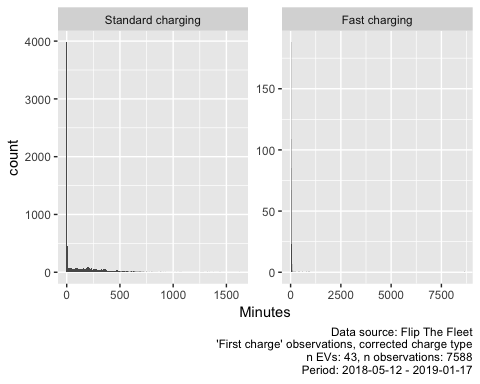 Standard charging
Fast charging
4000
3000
2000
1000
0
count
150
100
50
0
0
500
1000
1500
0
2500
5000
7500
Minutes
Data source: Flip The Fleet
'First charge' observations, corrected charge type
n EVs: 43, n observations: 7588
Period: 2018-05-12 - 2019-01-17